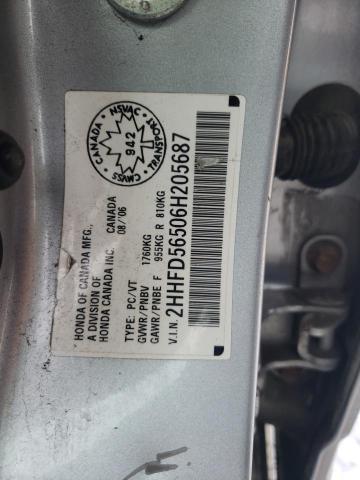 HONDA OF CANADA MFG.,
A DIVISION OF
HONDA CANADA INC. CANADA
08/'06
TYPE: PC/VT
GVWR/PNBV 1760KG
GAWR/PNBE F 955KG R 810KG
V.I.N. 2HHFD56506H205687
CANADA
NSVAC
TRANSPORT
CMVSS
942